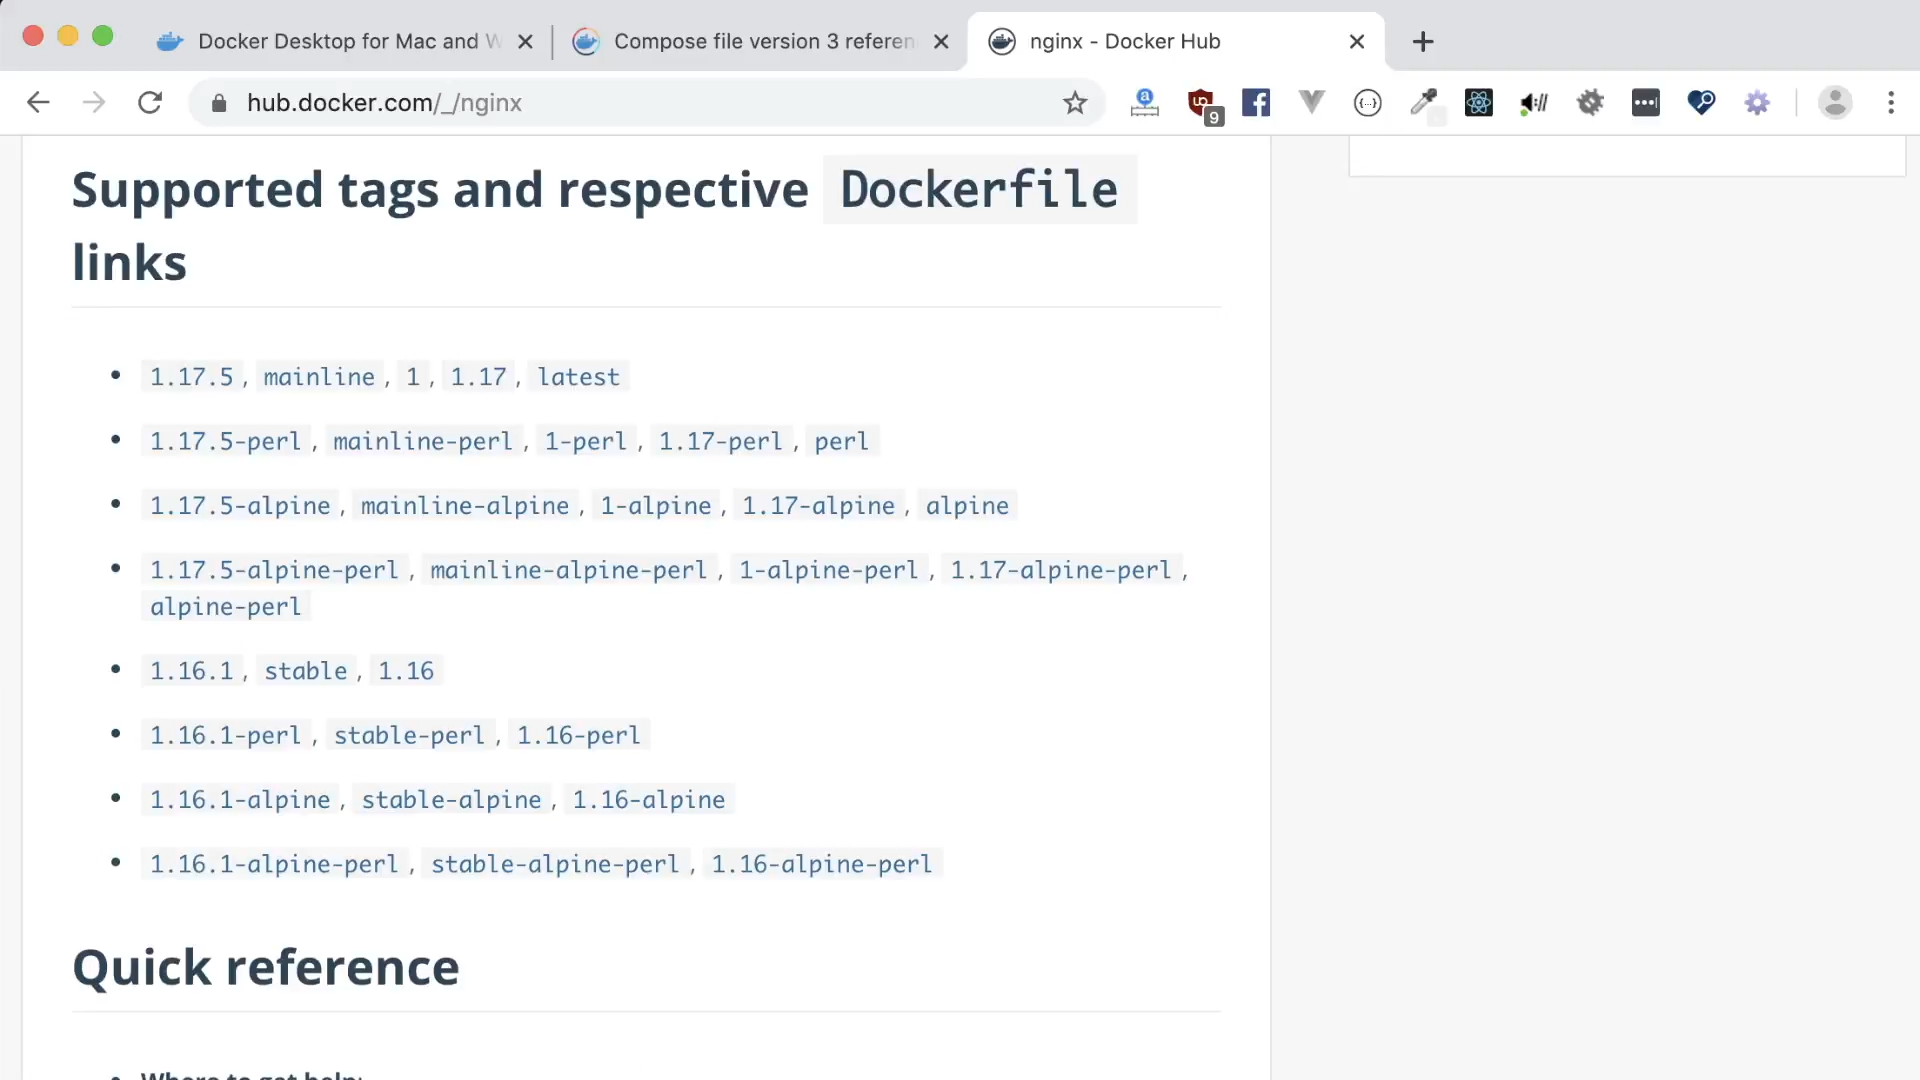 Docker Desktop for Mac and W
Compose file version 3 referen
nginx - Docker Hub
hub.docker.com/_/nginx
9
Supported tags and respective Dockerfile
links
1.17.5, mainline, 1, 1.17, latest
1.17.5-perl, mainline-perl, 1-perl, 1.17-perl, perl
1.17.5-alpine, mainline-alpine, 1-alpine, 1.17-alpine, alpine
1.17.5-alpine-perl, mainline-alpine-perl, 1-alpine-perl, 1.17-alpine-perl,
alpine-perl
1.16.1, stable, 1.16
1.16.1-perl, stable-perl, 1.16-perl
1.16.1-alpine, stable-alpine, 1.16-alpine
1.16.1-alpine-perl, stable-alpine-perl, 1.16-alpine-perl
Quick reference
Where to get help: